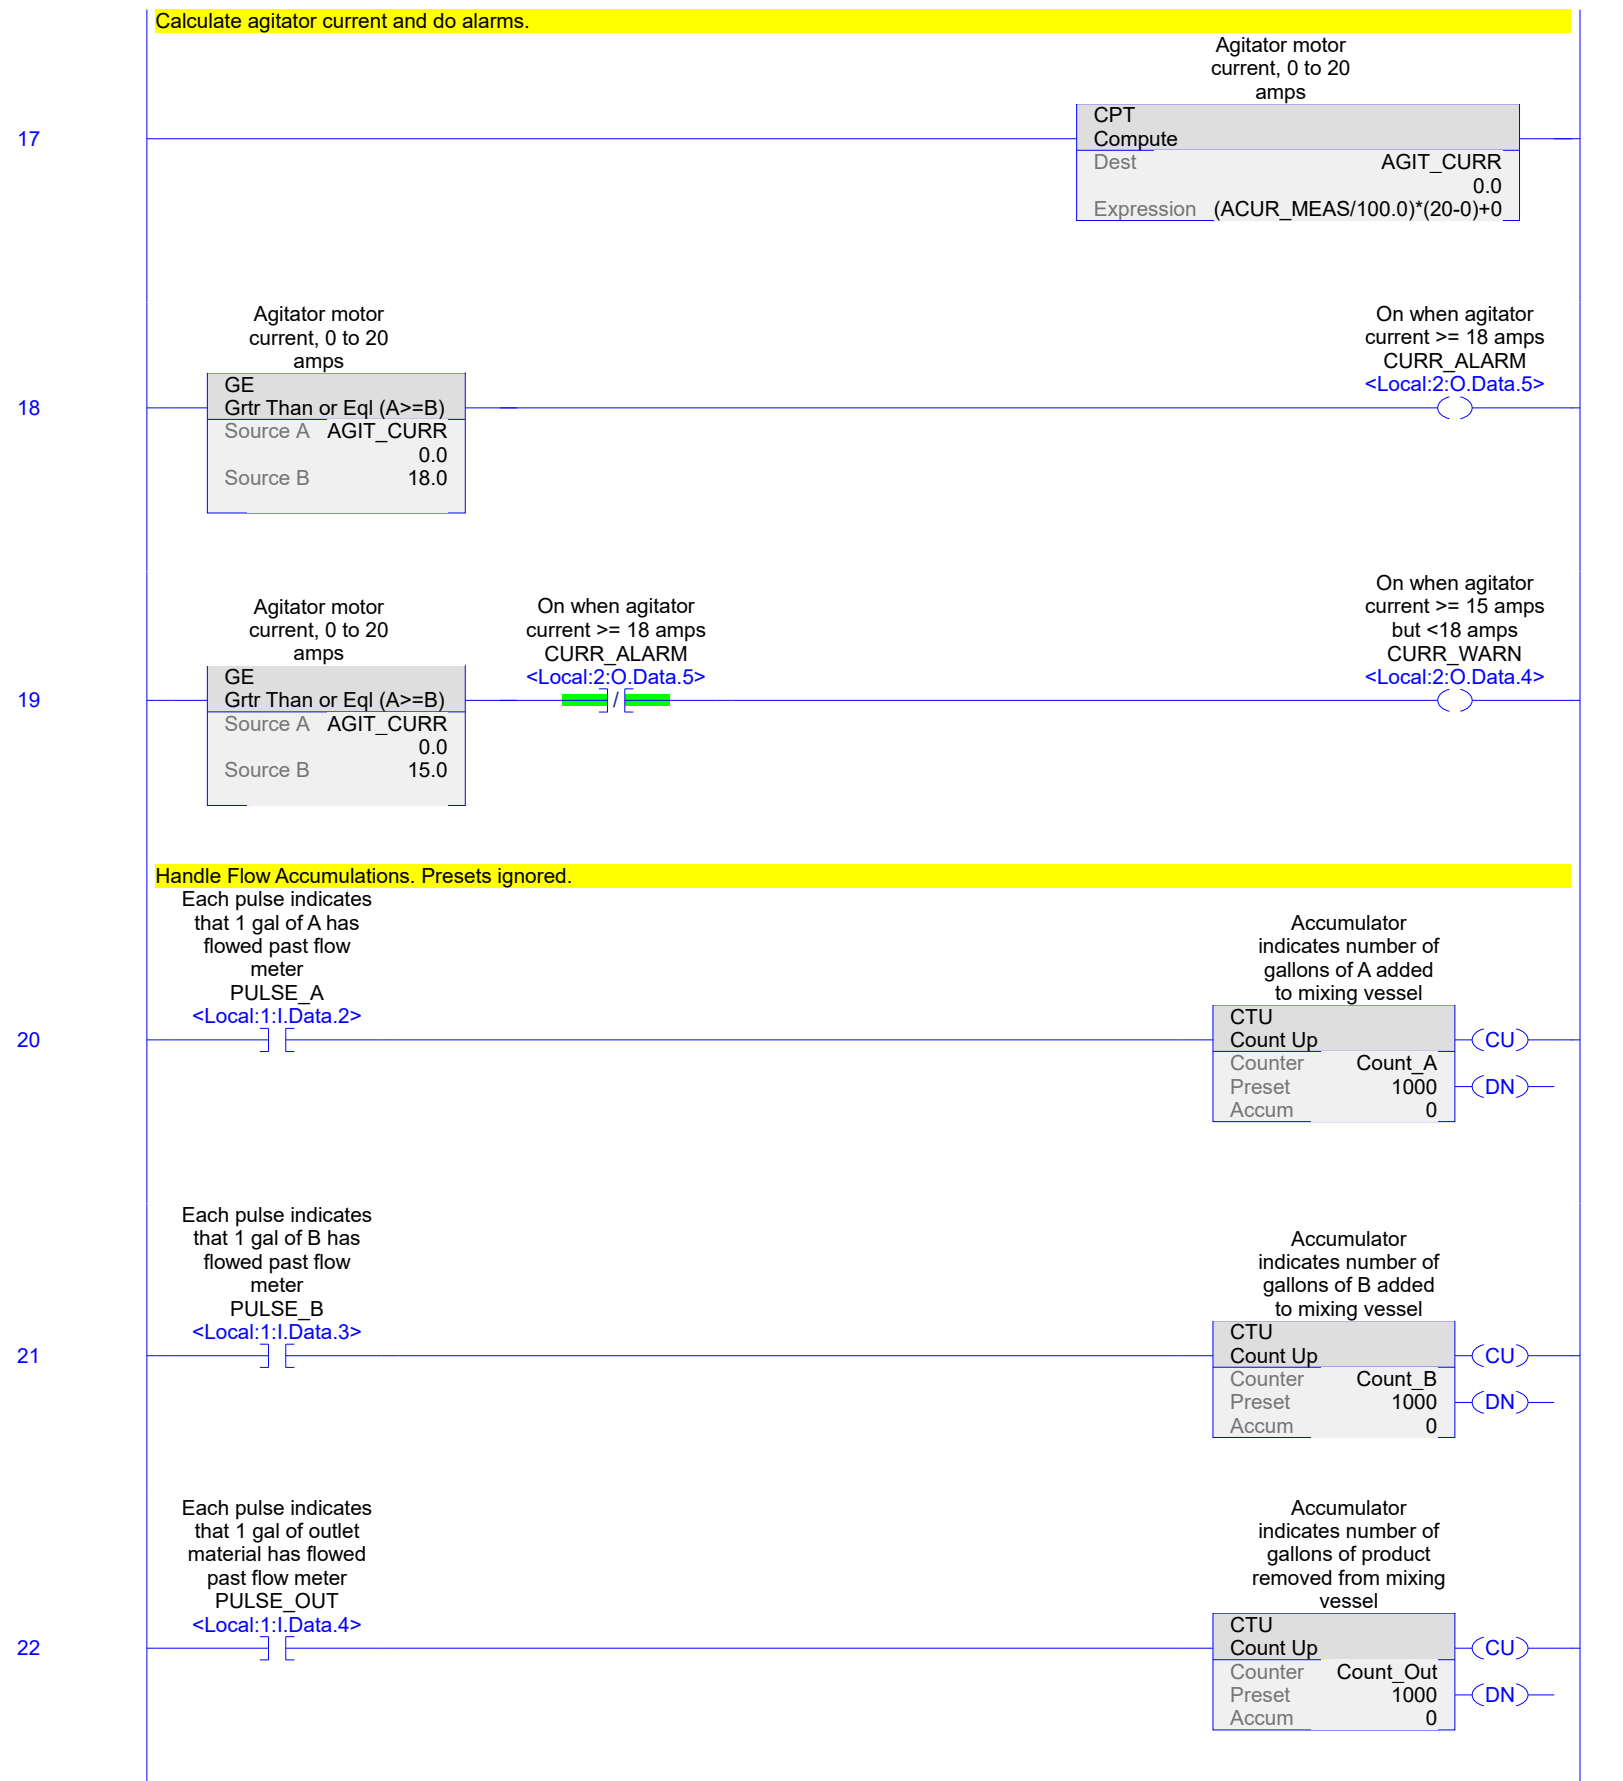 Calculate agitator current and do alarms.
Agitator motor
current, 0 to 20
amps
17
CPT
Compute
Dest AGIT_CURR
0.0
Expression (ACUR_MEAS/100.0)*(20-0)+0
Agitator motor
current, 0 to 20
amps
On when agitator
current >= 18 amps
CURR_ALARM
<Local:2:O.Data.5>
18
GE
Grtr Than or Eql (A>=B)
Source A AGIT_CURR
0.0
Source B 18.0
Agitator motor
current, 0 to 20
amps
On when agitator
current >= 18 amps
CURR_ALARM
<Local:2:O.Data.5>
On when agitator
current >= 15 amps
but <18 amps
CURR_WARN
<Local:2:O.Data.4>
19
GE
Grtr Than or Eql (A>=B)
/
Source A AGIT_CURR
0.0
Source B 15.0
Handle Flow Accumulations. Presets ignored.
Each pulse indicates
that 1 gal of A has
flowed past flow
meter
PULSE_A
<Local:1:I.Data.2>
Accumulator
indicates number of
gallons of A added
to mixing vessel
20
CTU
Count Up
CU
Counter Count_A
Preset 1000
DN
Accum 0
Each pulse indicates
that 1 gal of B has
flowed past flow
meter
PULSE_B
<Local:1:I.Data.3>
Accumulator
indicates number of
gallons of B added
to mixing vessel
21
CTU
Count Up
CU
Counter Count_B
Preset 1000
DN
Accum 0
Each pulse indicates
that 1 gal of outlet
material has flowed
past flow meter
PULSE_OUT
<Local:1:I.Data.4>
Accumulator
indicates number of
gallons of product
removed from mixing
vessel
22
CTU
Count Up
CU
Counter Count_Out
Preset 1000
DN
Accum 0